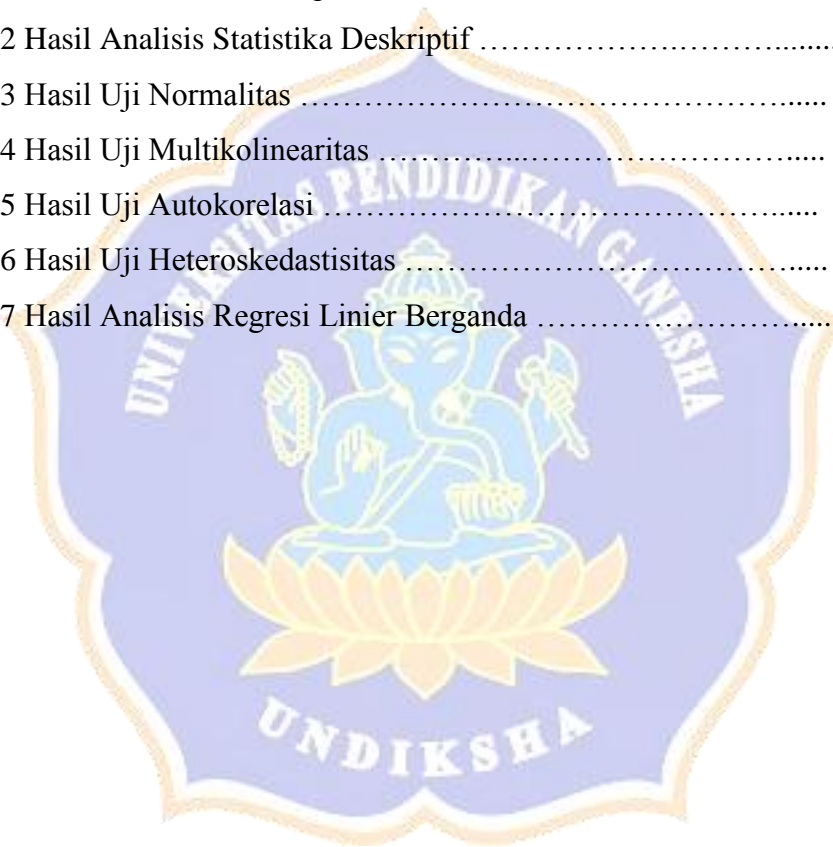 2 Hasil Analisis Statistika Deskriptif ……………….………........
3 Hasil Uji Normalitas …………………….…………………......
4 Hasil Uji Multikolinearitas …………...…………………….....
5 Hasil Uji Autokorelasi …………………………………….....
6 Hasil Uji Heteroskedastisitas ………………………………….....
7 Hasil Analisis Regresi Linier Berganda …………………….....
UNIVERSITAS PENDIDIKAN GANESHA
UNDIKSHA